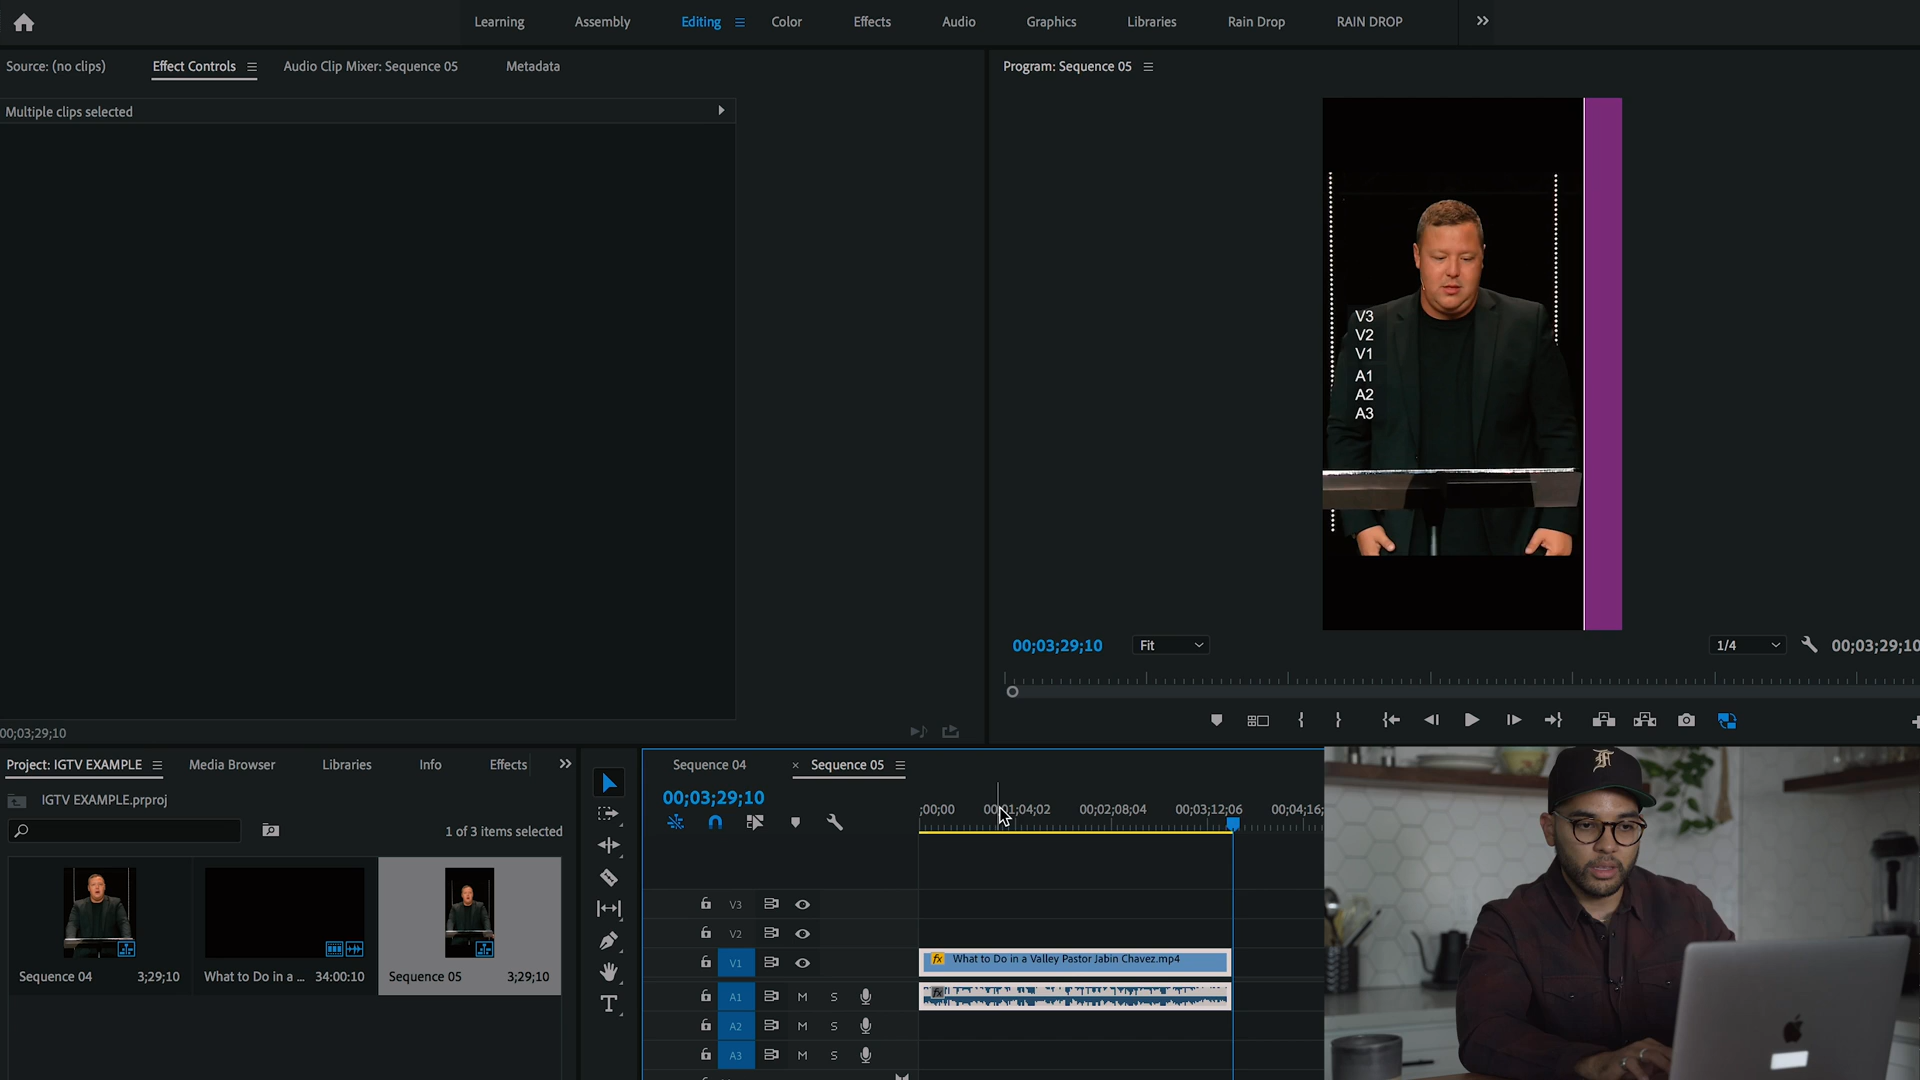 Learning Assembly Editing Color Effects Audio Graphics Libraries Rain Drop RAIN DROP
Source: (no clips) Effect Controls Audio Clip Mixer: Sequence 05 Metadata
Multiple clips selected
00;03;29;10
Program: Sequence 05
V3
V2
V1
A1
A2
A3
00;03;29;10 Fit 1/4 00;03;29;10
Project: IGTV EXAMPLE Media Browser Libraries Info Effects
IGTV EXAMPLE.prproj
1 of 3 items selected
Sequence 04 3;29;10
What to Do in a ... 34:00:10
Sequence 05 3;29;10
Sequence 04 × Sequence 05
00;03;29;10
;00;00 00;01;04;02 00;02;08;04 00;03;12;06 00;04;16;
V3
V2
V1 fx What to Do in a Valley Pastor Jabin Chavez.mp4
A1 M S fx
A2 M S
A3 M S